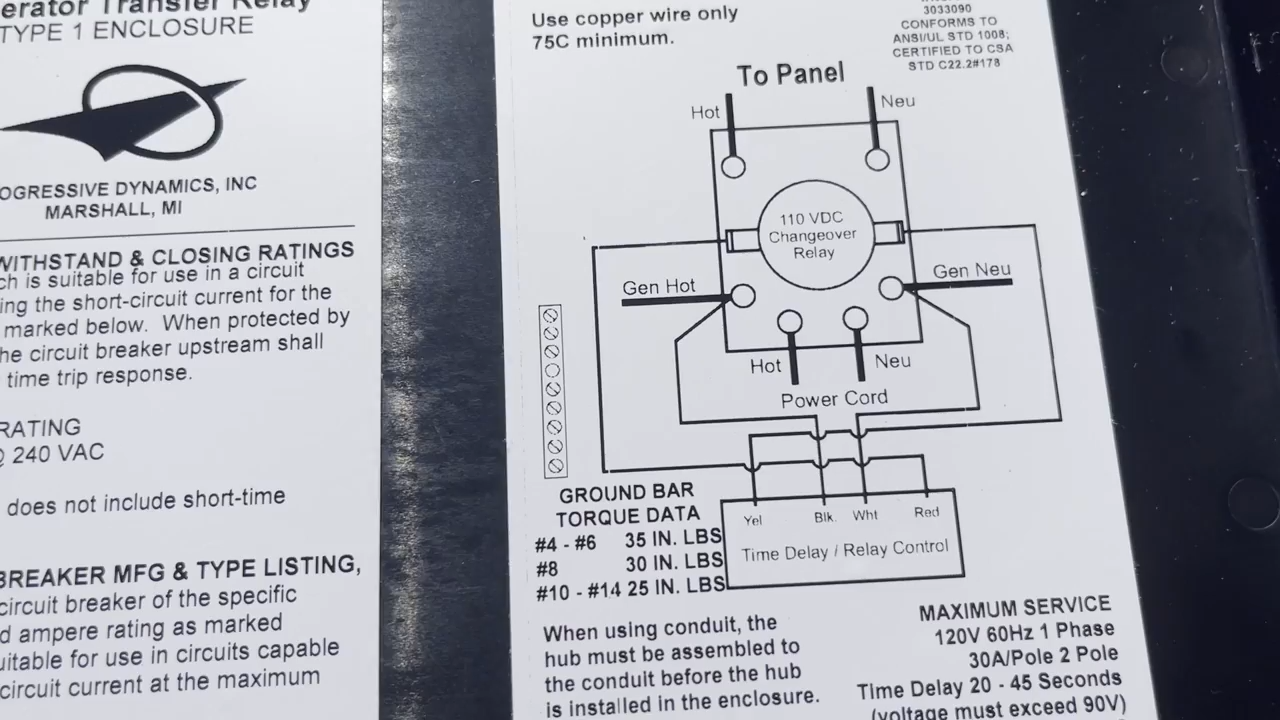 Generator Transfer Relay
TYPE 1 ENCLOSURE
OGRESSIVE DYNAMICS, INC
MARSHALL, MI
WITHSTAND & CLOSING RATINGS
ch is suitable for use in a circuit
ing the short-circuit current for the
marked below. When protected by
he circuit breaker upstream shall
time trip response.
RATING
@ 240 VAC
does not include short-time
BREAKER MFG & TYPE LISTING,
circuit breaker of the specific
d ampere rating as marked
uitable for use in circuits capable
circuit current at the maximum
Use copper wire only
75C minimum.
3033090
CONFORMS TO
ANSI/UL STD 1008;
CERTIFIED TO CSA
STD C22.2#178
To Panel
Hot
Neu
110 VDC
Changeover
Relay
Gen Hot
Gen Neu
Hot
Neu
Power Cord
Yel
Blk.
Wht
Red
Time Delay / Relay Control
GROUND BAR
TORQUE DATA
#4 - #6 35 IN. LBS
#8 30 IN. LBS
#10 - #14 25 IN. LBS
When using conduit, the
hub must be assembled to
the conduit before the hub
is installed in the enclosure.
MAXIMUM SERVICE
120V 60Hz 1 Phase
30A/Pole 2 Pole
Time Delay 20 - 45 Seconds
(voltage must exceed 90V)